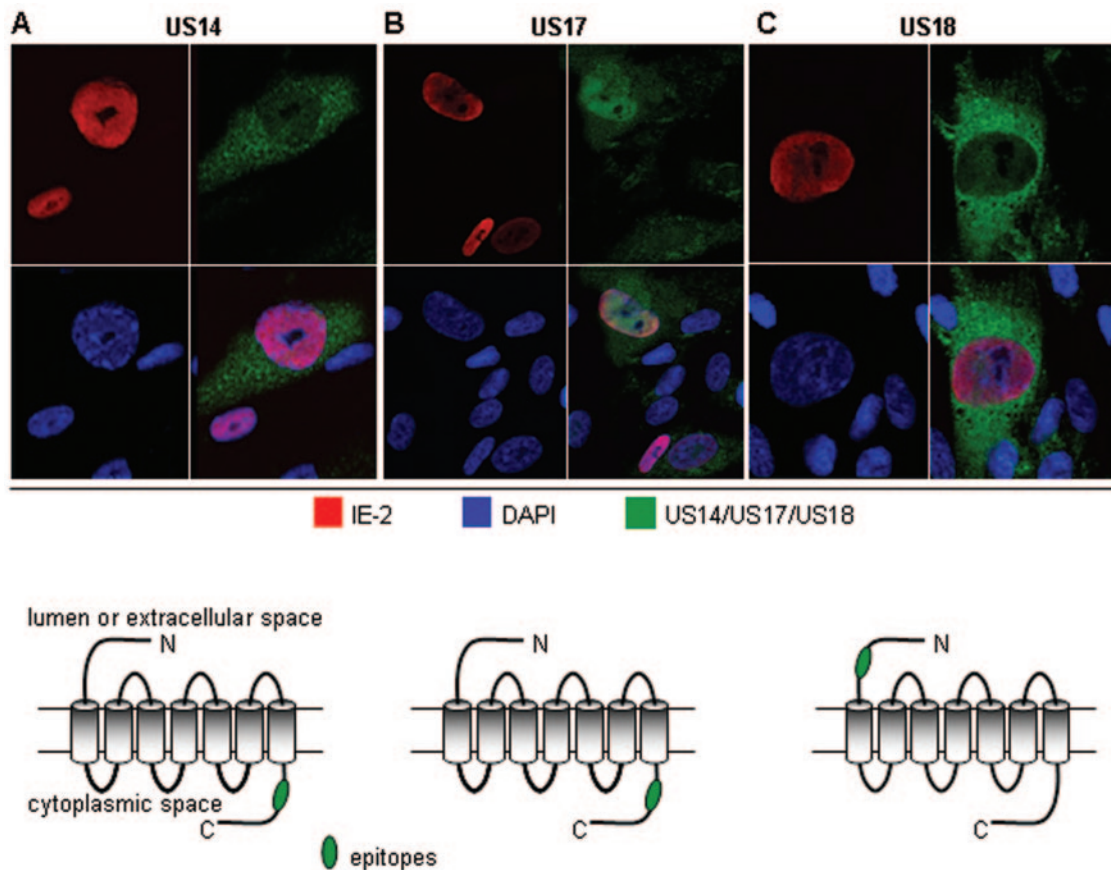 A US14
B US17
C US18
IE-2 DAPI US14/US17/US18
lumen or extracellular space
N
N
N
cytoplasmic space
C
C
C
epitopes